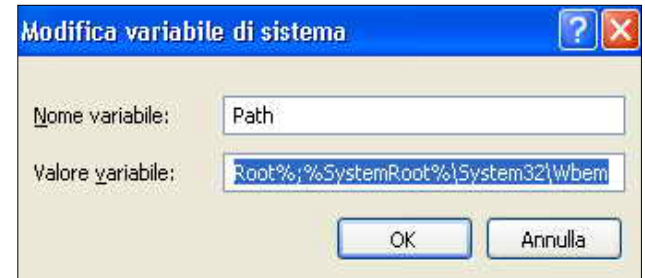 Modifica variabile di sistema
Nome variabile: Path
Valore variabile: Root%;%SystemRoot%\System32\Wbem
OK Annulla